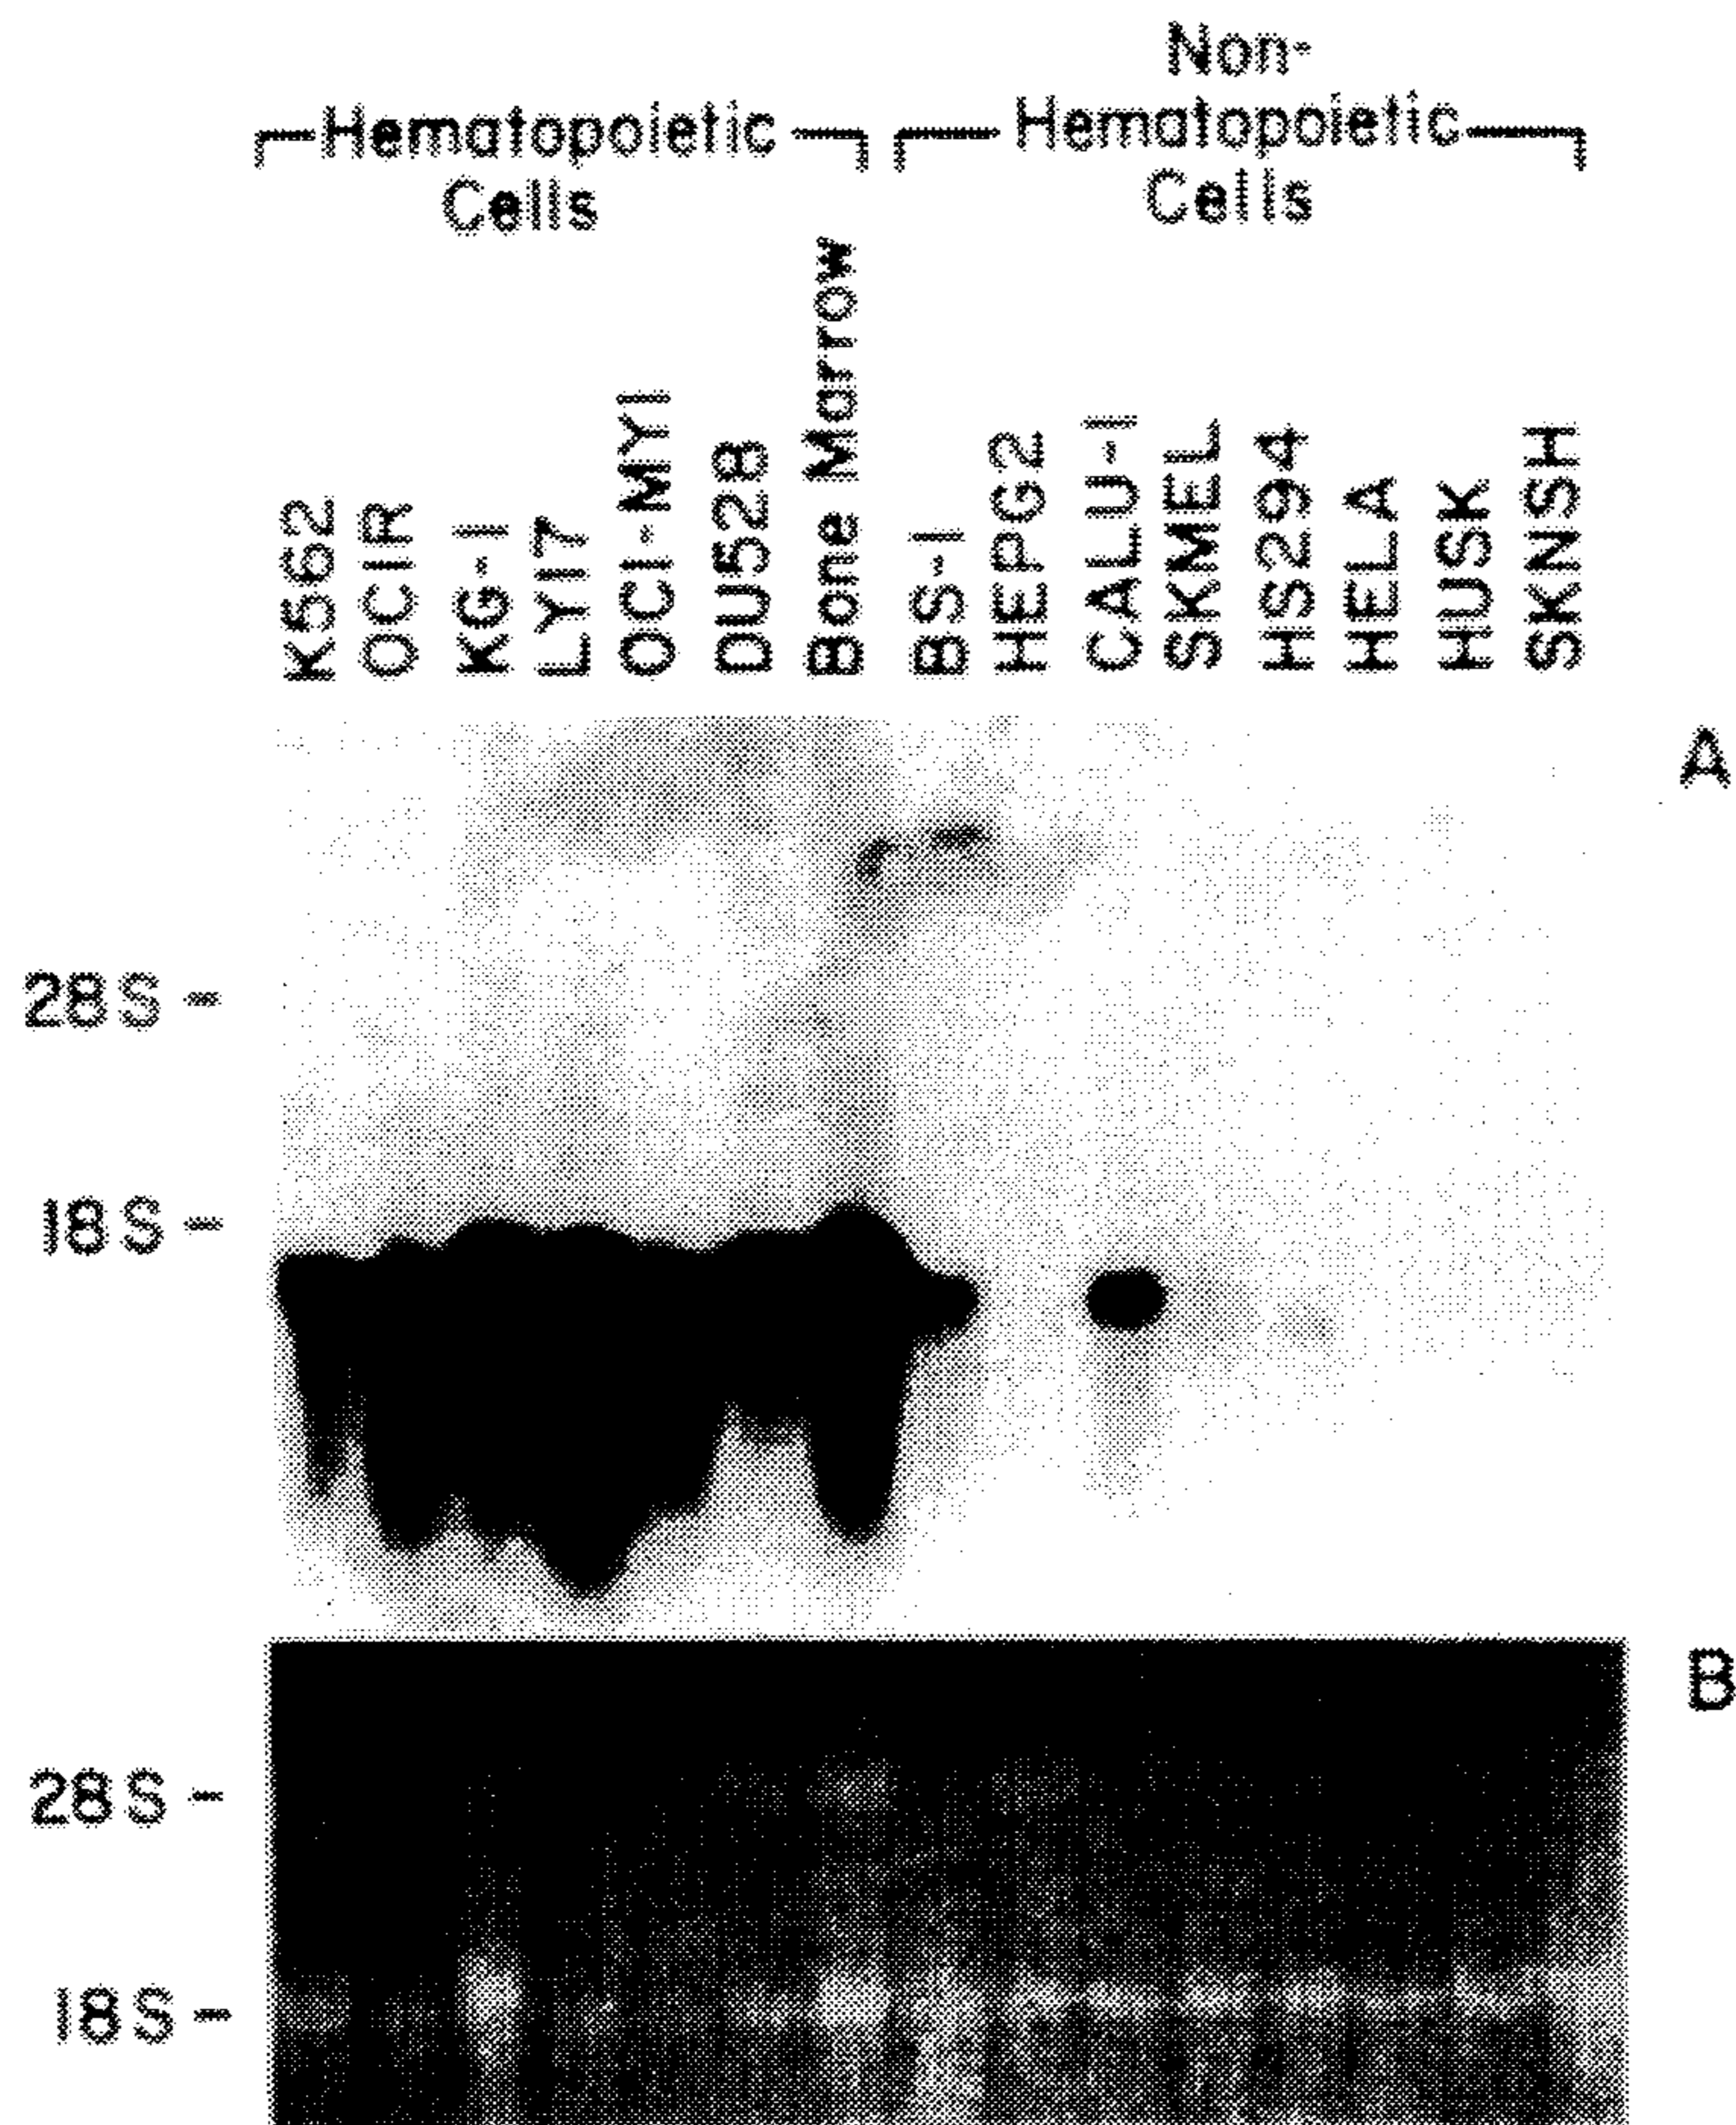 Hematopoietic
Cells
Non-
Hematopoietic
Cells
K562
OCIR
KG-1
LY17
OCI-MY1
DU528
Bone Marrow
BS-1
HEPG2
CALU-1
SKMEL
HS294
HELA
HUSK
SKNSH
A
28S -
18S -
B
28S -
18S -